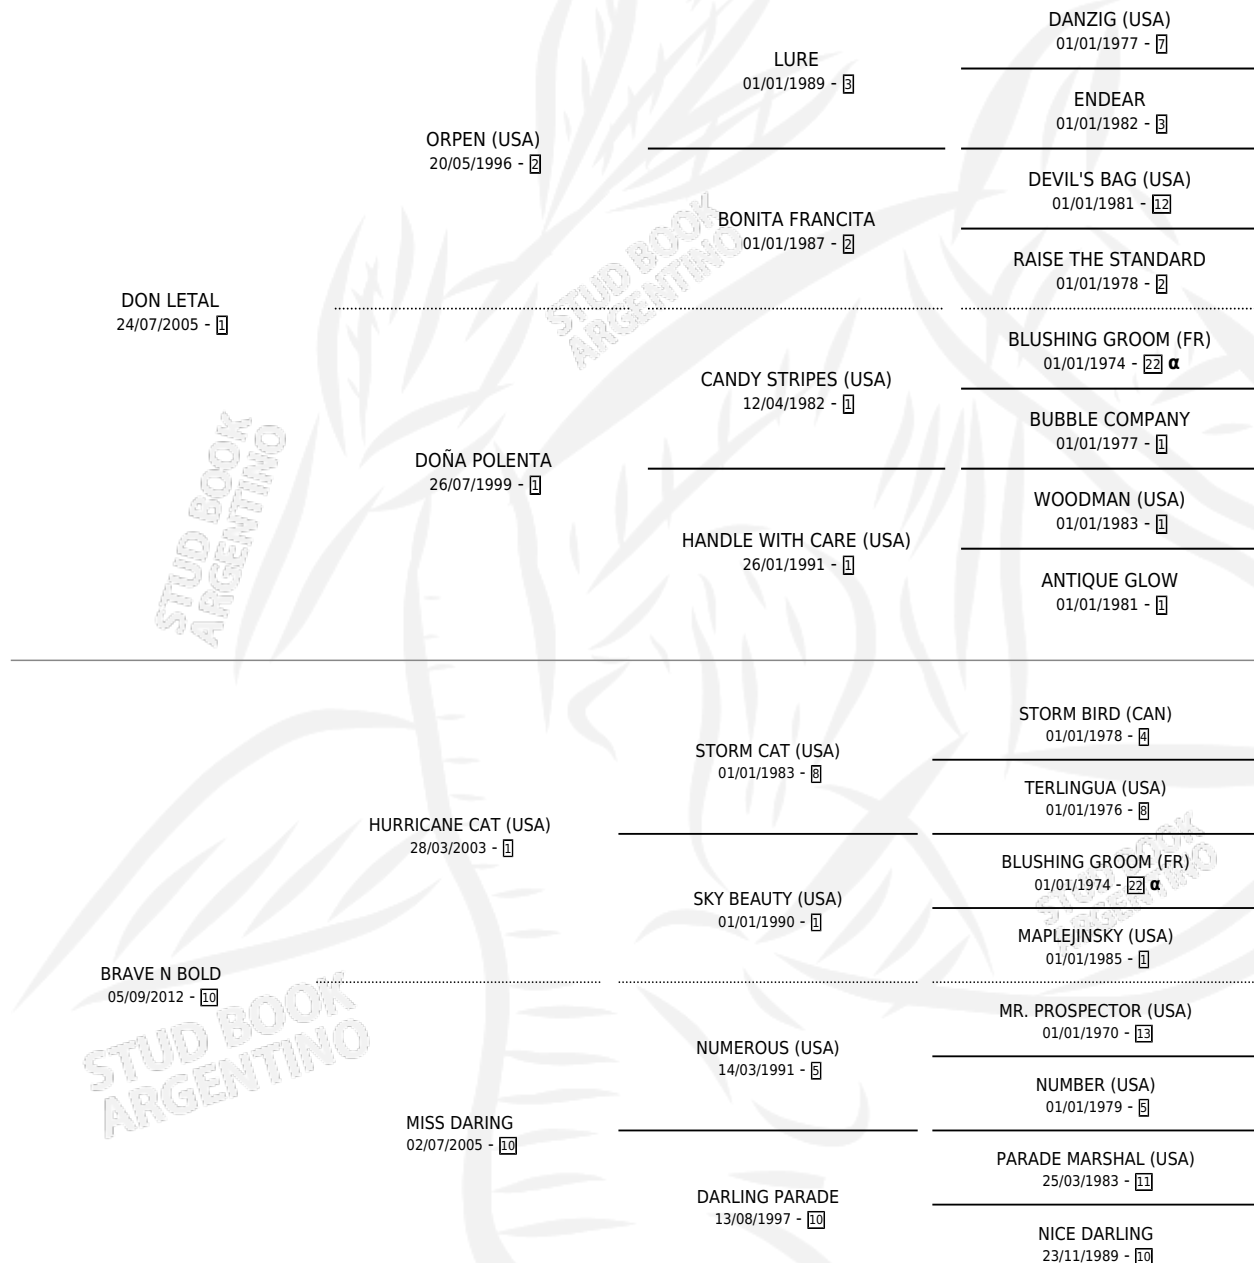 DANZIG (USA)
01/01/1977 - 7
LURE
01/01/1989 - 3
ENDEAR
01/01/1982 - 3
ORPEN (USA)
20/05/1996 - 2
DEVIL'S BAG (USA)
01/01/1981 - 12
BONITA FRANCITA
01/01/1987 - 2
RAISE THE STANDARD
01/01/1978 - 2
DON LETAL
24/07/2005 - 1
BLUSHING GROOM (FR)
01/01/1974 - 22 α
CANDY STRIPES (USA)
12/04/1982 - 1
BUBBLE COMPANY
01/01/1977 - 1
DOÑA POLENTA
26/07/1999 - 1
WOODMAN (USA)
01/01/1983 - 1
HANDLE WITH CARE (USA)
26/01/1991 - 1
ANTIQUE GLOW
01/01/1981 - 1
STORM BIRD (CAN)
01/01/1978 - 4
STORM CAT (USA)
01/01/1983 - 8
TERLINGUA (USA)
01/01/1976 - 8
HURRICANE CAT (USA)
28/03/2003 - 1
BLUSHING GROOM (FR)
01/01/1974 - 22 α
SKY BEAUTY (USA)
01/01/1990 - 1
MAPLEJINSKY (USA)
01/01/1985 - 1
BRAVE N BOLD
05/09/2012 - 10
MR. PROSPECTOR (USA)
01/01/1970 - 13
NUMEROUS (USA)
14/03/1991 - 5
NUMBER (USA)
01/01/1979 - 5
MISS DARING
02/07/2005 - 10
PARADE MARSHAL (USA)
25/03/1983 - 11
DARLING PARADE
13/08/1997 - 10
NICE DARLING
23/11/1989 - 10
STUD BOOK
ARGENTINO
STUD BOOK
ARGENTINO
STUD BOOK
ARGENTINO
STUD BOOK
ARGENTINO